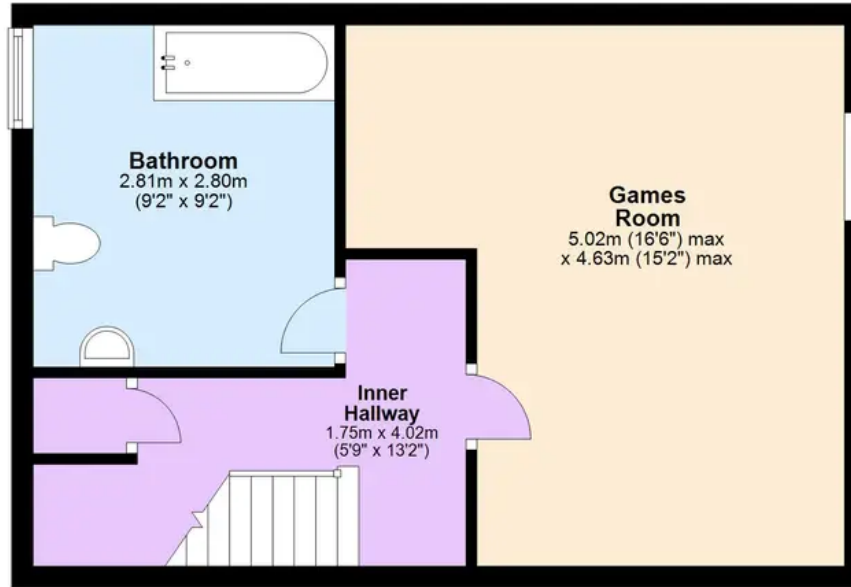 Bathroom
2.81m x 2.80m
(9'2" x 9'2")
Games
Room
5.02m (16'6") max
x 4.63m (15'2") max
Inner
Hallway
1.75m x 4.02m
(5'9" x 13'2")